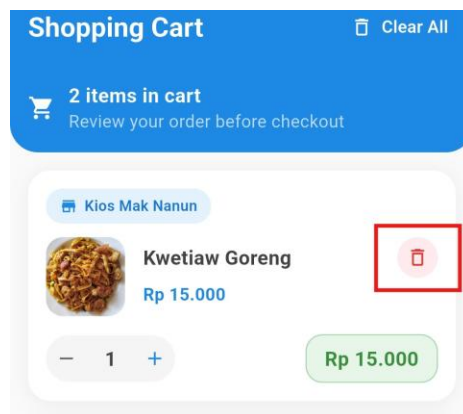 Shopping Cart
Clear All
2 items in cart
Review your order before checkout
Kios Mak Nanun
Kwetiaw Goreng
Rp 15.000
− 1 +
Rp 15.000